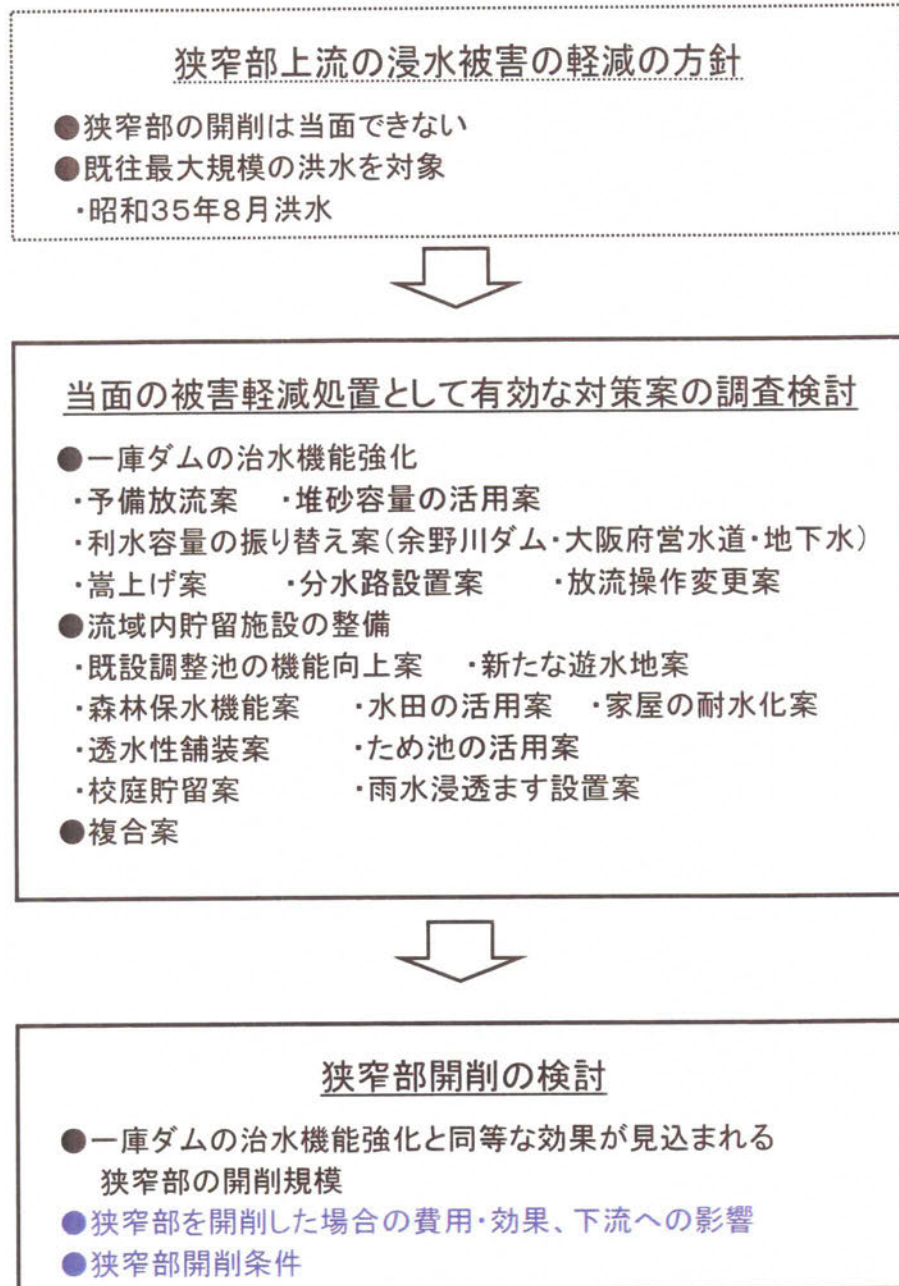 狭窄部上流の浸水被害の軽減の方針
●狭窄部の開削は当面できない
●既往最大規模の洪水を対象
・昭和35年8月洪水
当面の被害軽減処置として有効な対策案の調査検討
●一庫ダムの治水機能強化
・予備放流案　・堆砂容量の活用案
・利水容量の振り替え案(余野川ダム・大阪府営水道・地下水)
・嵩上げ案　・分水路設置案　・放流操作変更案
●流域内貯留施設の整備
・既設調整池の機能向上案　・新たな遊水地案
・森林保水機能案　・水田の活用案　・家屋の耐水化案
・透水性舗装案　・ため池の活用案
・校庭貯留案　・雨水浸透ます設置案
●複合案
狭窄部開削の検討
●一庫ダムの治水機能強化と同等な効果が見込まれる
狭窄部の開削規模
●狭窄部を開削した場合の費用・効果、下流への影響
●狭窄部開削条件